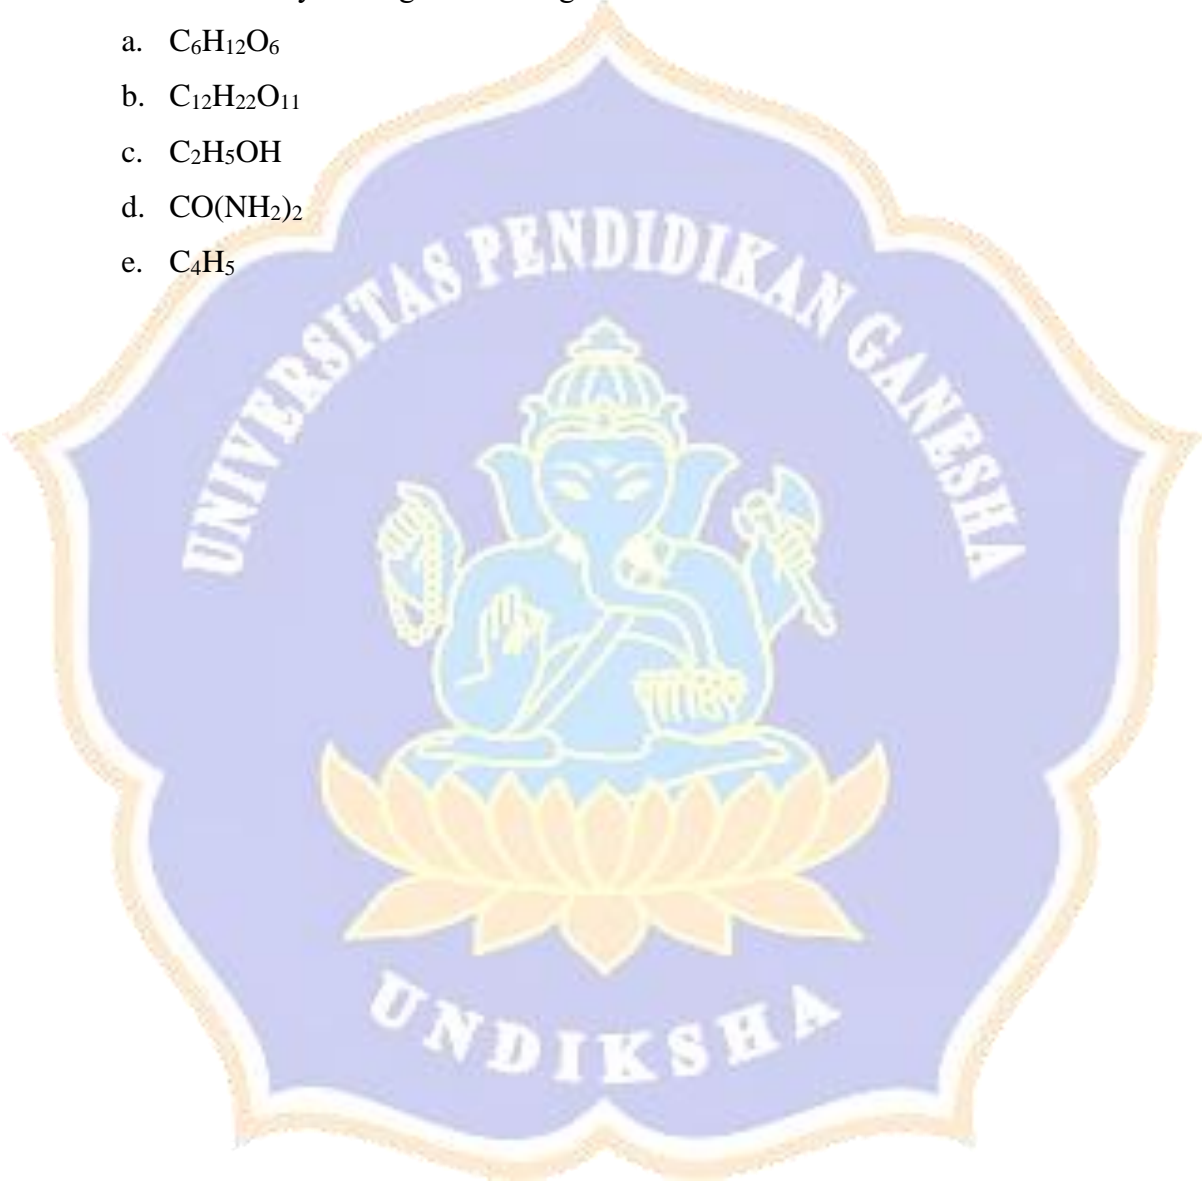 a. C₆H₁₂O₆
b. C₁₂H₂₂O₁₁
c. C₂H₅OH
d. CO(NH₂)₂
e. C₄H₅
UNIVERSITAS PENDIDIKAN GANESHA
UNDIKSHA